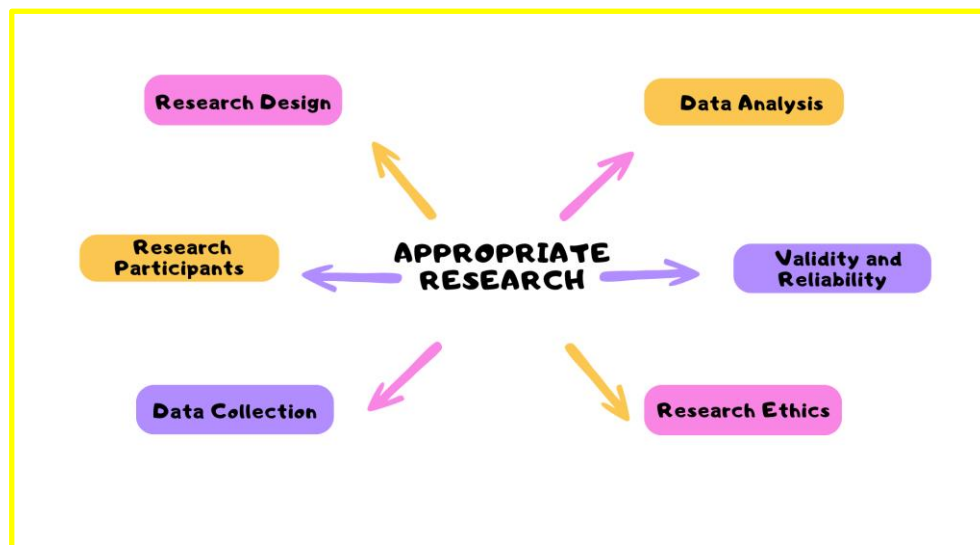 Research Design
Data Analysis
APPROPRIATE
RESEARCH
Research
Participants
Validity and
Reliability
Data Collection
Research Ethics